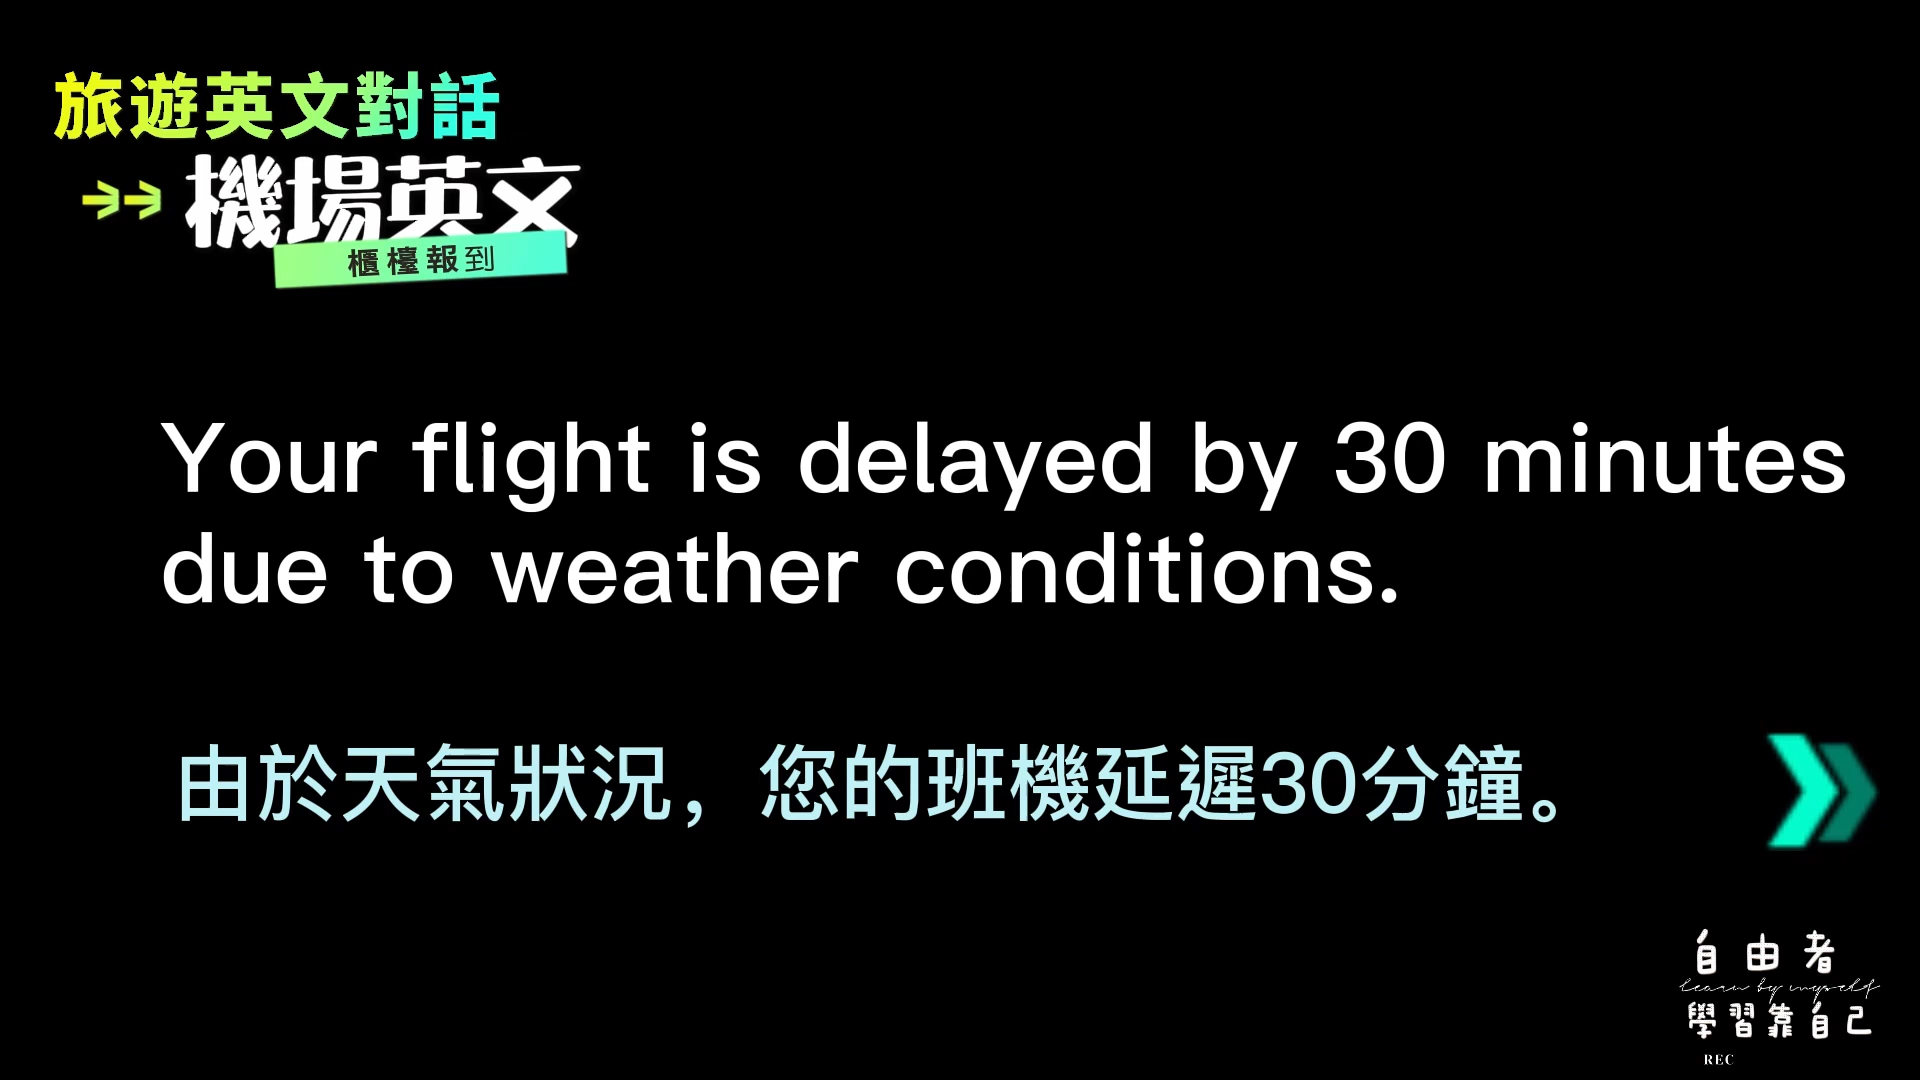 旅遊英文對話
機場英文
櫃檯報到
Your flight is delayed by 30 minutes
due to weather conditions.
由於天氣狀況，您的班機延遲30分鐘。
自由者
learn by myself
學習靠自己
REC